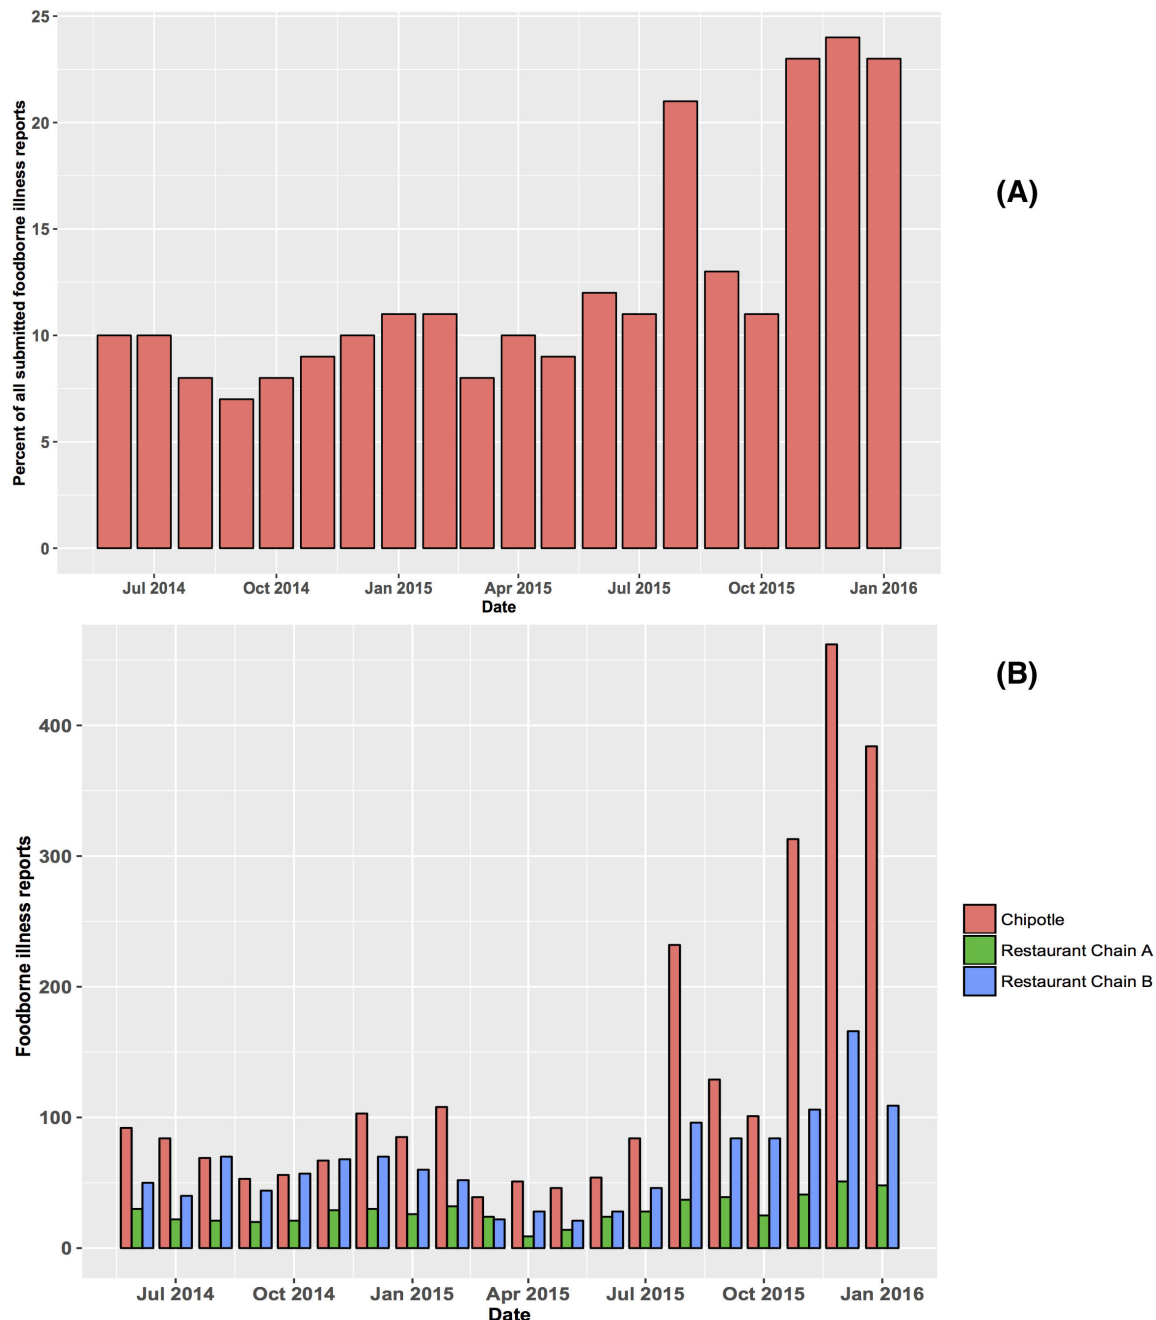 25
20
15
10
5
0
Percent of all submitted foodborne illness reports
Jul 2014 Oct 2014 Jan 2015 Apr 2015 Jul 2015 Oct 2015 Jan 2016
Date
(A)
(B)
400
300
200
100
0
Foodborne illness reports
Chipotle
Restaurant Chain A
Restaurant Chain B
Jul 2014 Oct 2014 Jan 2015 Apr 2015 Jul 2015 Oct 2015 Jan 2016
Date